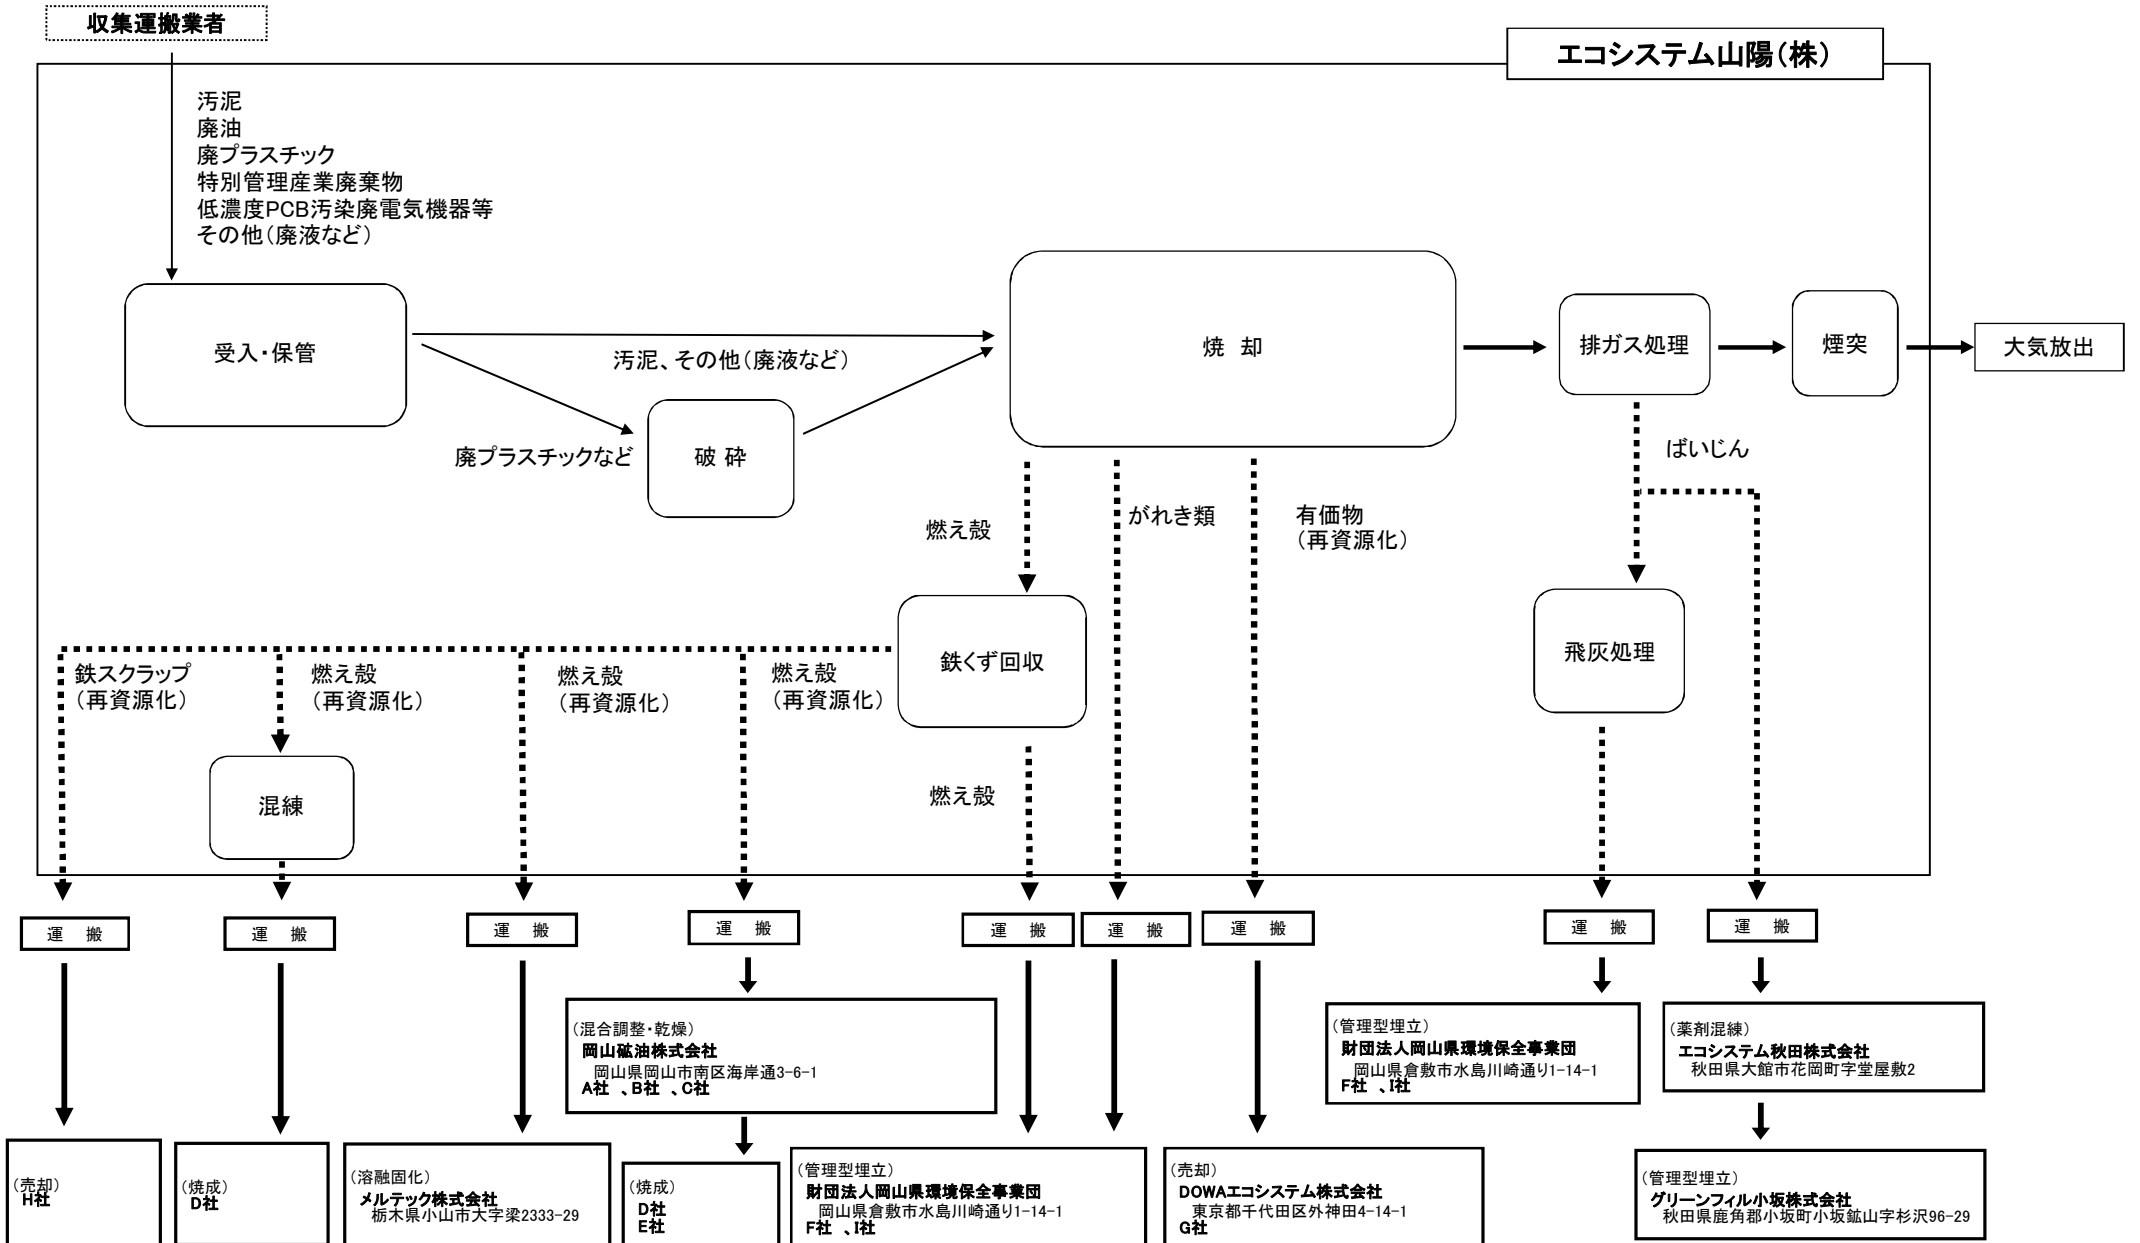 収集運搬業者
エコシステム山陽(株)
汚泥
廃油
廃プラスチック
特別管理産業廃棄物
低濃度PCB汚染廃電気機器等
その他(廃液など)
受入・保管
汚泥、その他(廃液など)
廃プラスチックなど
破 砕
焼 却
排ガス処理
煙突
大気放出
ばいじん
燃え殻
がれき類
有価物
(再資源化)
鉄くず回収
飛灰処理
鉄スクラップ
(再資源化)
燃え殻
(再資源化)
燃え殻
(再資源化)
燃え殻
(再資源化)
混練
燃え殻
運 搬
運 搬
運 搬
運 搬
運 搬
運 搬
運 搬
運 搬
運 搬
(混合調整・乾燥)
岡山砿油株式会社
岡山県岡山市南区海岸通3-6-1
A社 、B社 、C社
(管理型埋立)
財団法人岡山県環境保全事業団
岡山県倉敷市水島川崎通り1-14-1
F社 、I社
(薬剤混練)
エコシステム秋田株式会社
秋田県大館市花岡町字堂屋敷2
(売却)
H社
(焼成)
D社
(溶融固化)
メルテック株式会社
栃木県小山市大字梁2333-29
(焼成)
D社
E社
(管理型埋立)
財団法人岡山県環境保全事業団
岡山県倉敷市水島川崎通り1-14-1
F社 、I社
(売却)
DOWAエコシステム株式会社
東京都千代田区外神田4-14-1
G社
(管理型埋立)
グリーンフィル小坂株式会社
秋田県鹿角郡小坂町小坂鉱山字杉沢96-29